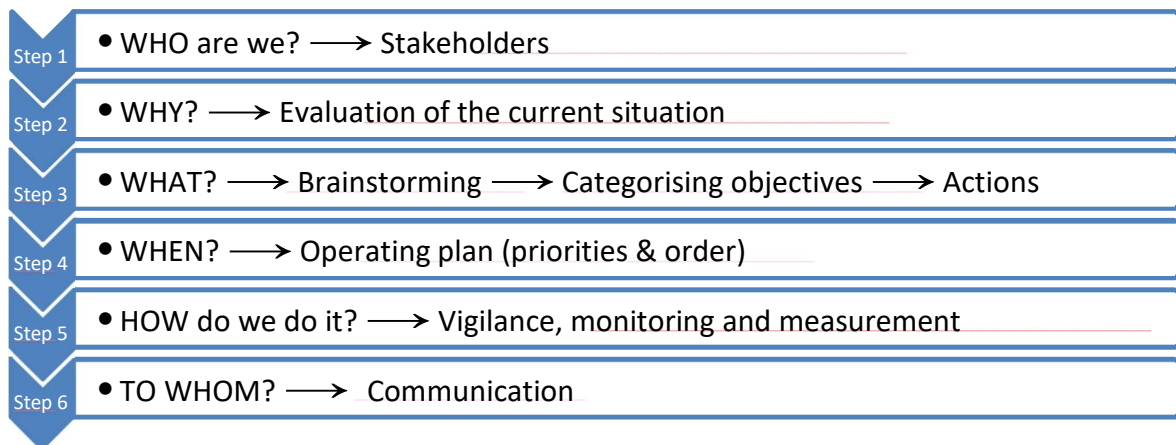 Step 1
• WHO are we? ⟶ Stakeholders
Step 2
• WHY? ⟶ Evaluation of the current situation
Step 3
• WHAT? ⟶ Brainstorming ⟶ Categorising objectives ⟶ Actions
Step 4
• WHEN? ⟶ Operating plan (priorities & order)
Step 5
• HOW do we do it? ⟶ Vigilance, monitoring and measurement
Step 6
• TO WHOM? ⟶ Communication